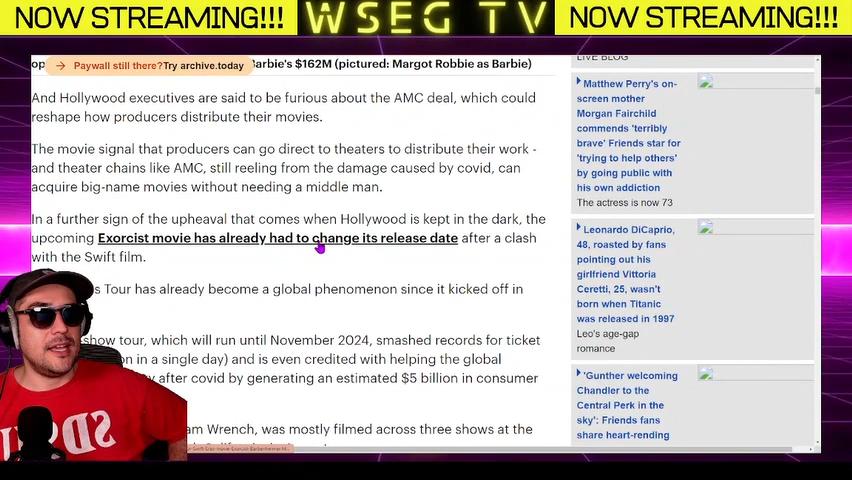 NOW STREAMING!!!
WSEG TV
NOW STREAMING!!!
op
→ Paywall still there?Try archive.today
Barbie's $162M (pictured: Margot Robbie as Barbie)
And Hollywood executives are said to be furious about the AMC deal, which could
reshape how producers distribute their movies.
The movie signal that producers can go direct to theaters to distribute their work -
and theater chains like AMC, still reeling from the damage caused by covid, can
acquire big-name movies without needing a middle man.
In a further sign of the upheaval that comes when Hollywood is kept in the dark, the
upcoming Exorcist movie has already had to change its release date after a clash
with the Swift film.
s Tour has already become a global phenomenon since it kicked off in
show tour, which will run until November 2024, smashed records for ticket
on in a single day) and is even credited with helping the global
y after covid by generating an estimated $5 billion in consumer
am Wrench, was mostly filmed across three shows at the
LIVE BLOG
Matthew Perry's on-
screen mother
Morgan Fairchild
commends 'terribly
brave' Friends star for
'trying to help others'
by going public with
his own addiction
The actress is now 73
Leonardo DiCaprio,
48, roasted by fans
pointing out his
girlfriend Vittoria
Ceretti, 25, wasn't
born when Titanic
was released in 1997
Leo's age-gap
romance
'Gunther welcoming
Chandler to the
Central Perk in the
sky': Friends fans
share heart-rending